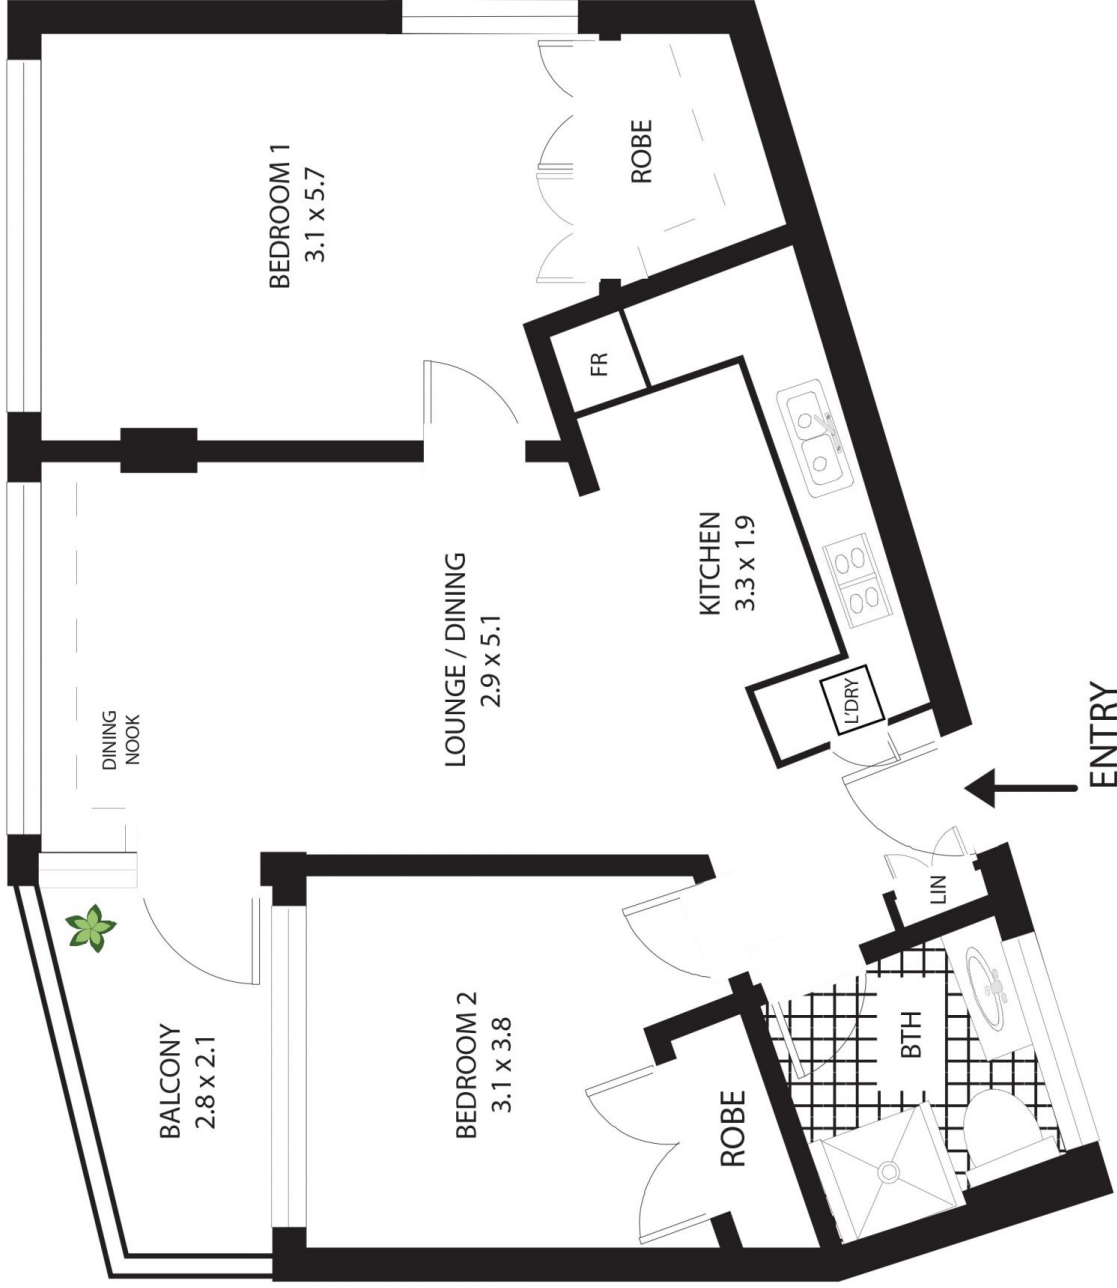 BEDROOM 1
3.1 x 5.7
ROBE
FR
DINING
NOOK
LOUNGE / DINING
2.9 x 5.1
KITCHEN
3.3 x 1.9
L'DRY
ENTRY
LIN
BALCONY
2.8 x 2.1
BEDROOM 2
3.1 x 3.8
ROBE
BTH